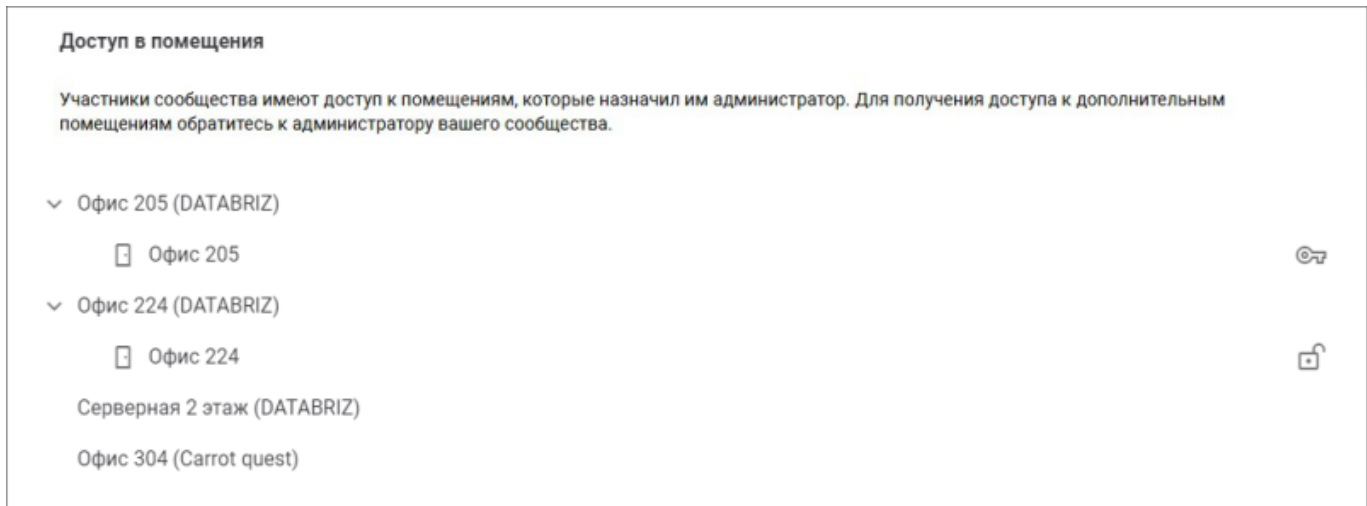 Доступ в помещения
Участники сообщества имеют доступ к помещениям, которые назначил им администратор. Для получения доступа к дополнительным
помещениям обратитесь к администратору вашего сообщества.
Офис 205 (DATABRIZ)
Офис 205
Офис 224 (DATABRIZ)
Офис 224
Серверная 2 этаж (DATABRIZ)
Офис 304 (Carrot quest)